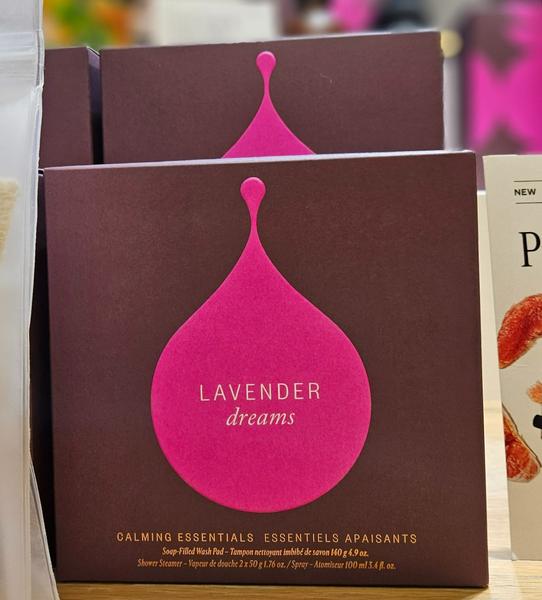 LAVENDER
dreams
CALMING ESSENTIALS ESSENTIELS APAISANTS
Soap-Filled Wash Pad – Tampon nettoyant imbibé de savon 140 g 4.9 oz.
Shower Steamer – Vapeur de douche 2 x 50 g 1.76 oz. / Spray – Atomiseur 100 ml 3.4 fl. oz.
NEW
P